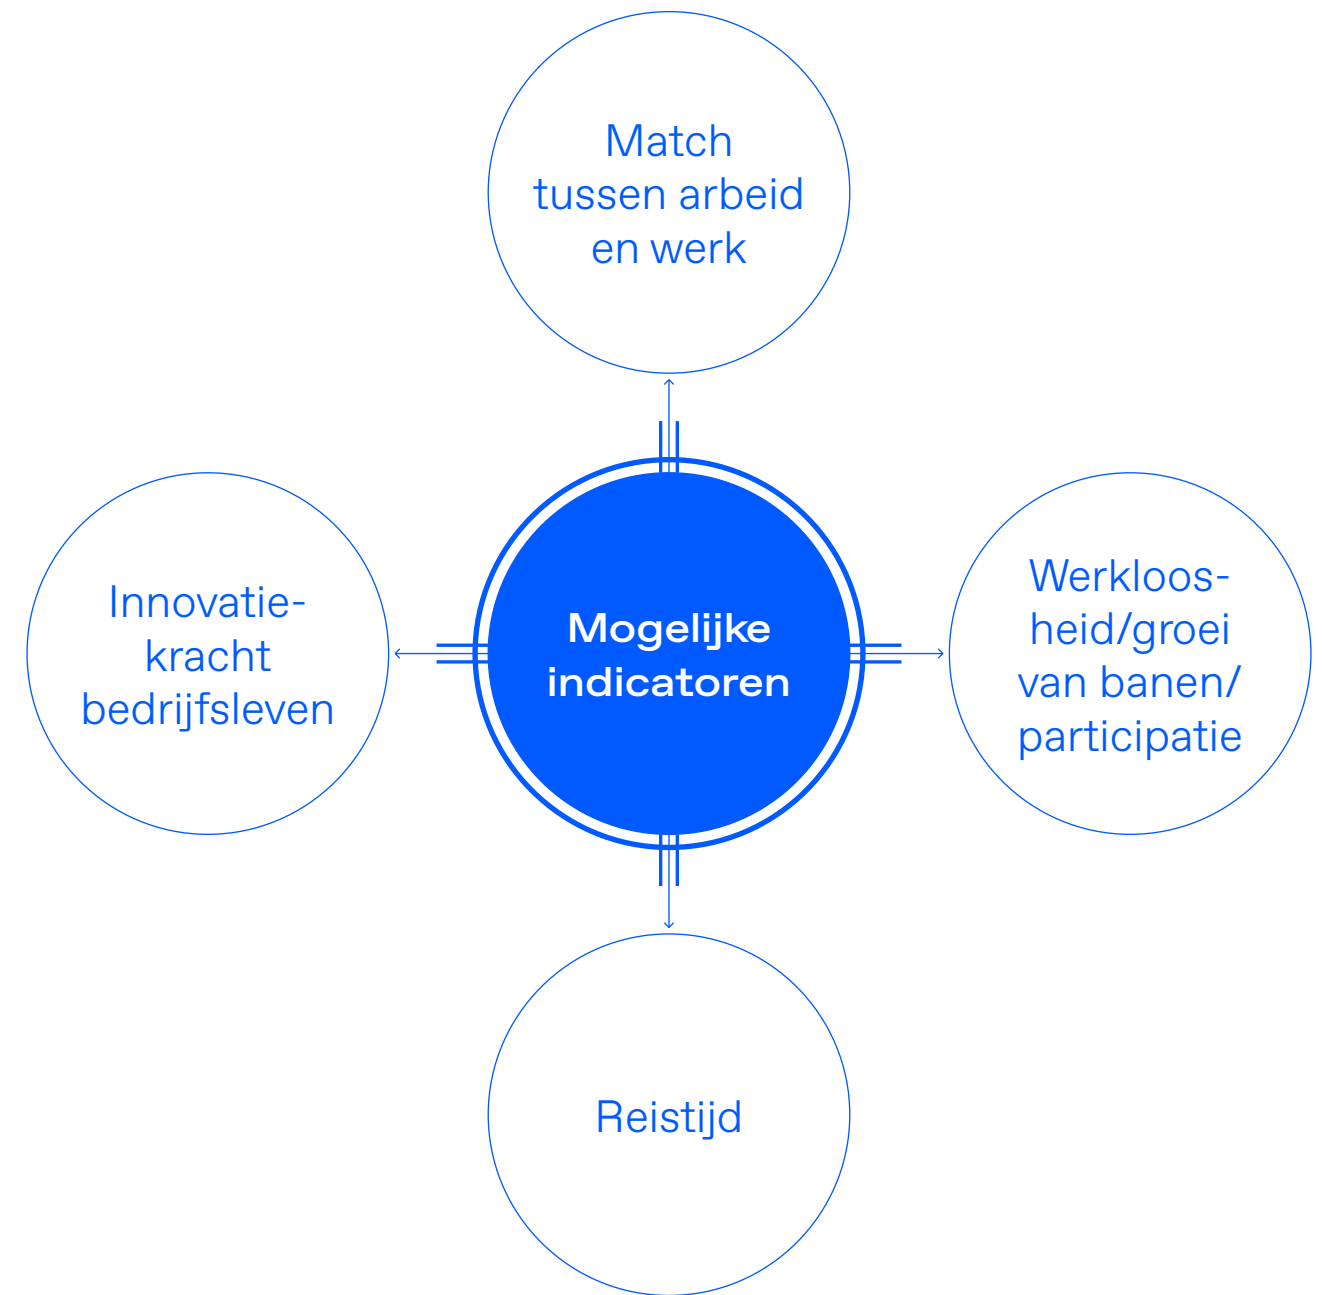 Match
tussen arbeid
en werk
Innovatie-
kracht
bedrijfsleven
Mogelijke
indicatoren
Werkloos-
heid/groei
van banen/
participatie
Reistijd